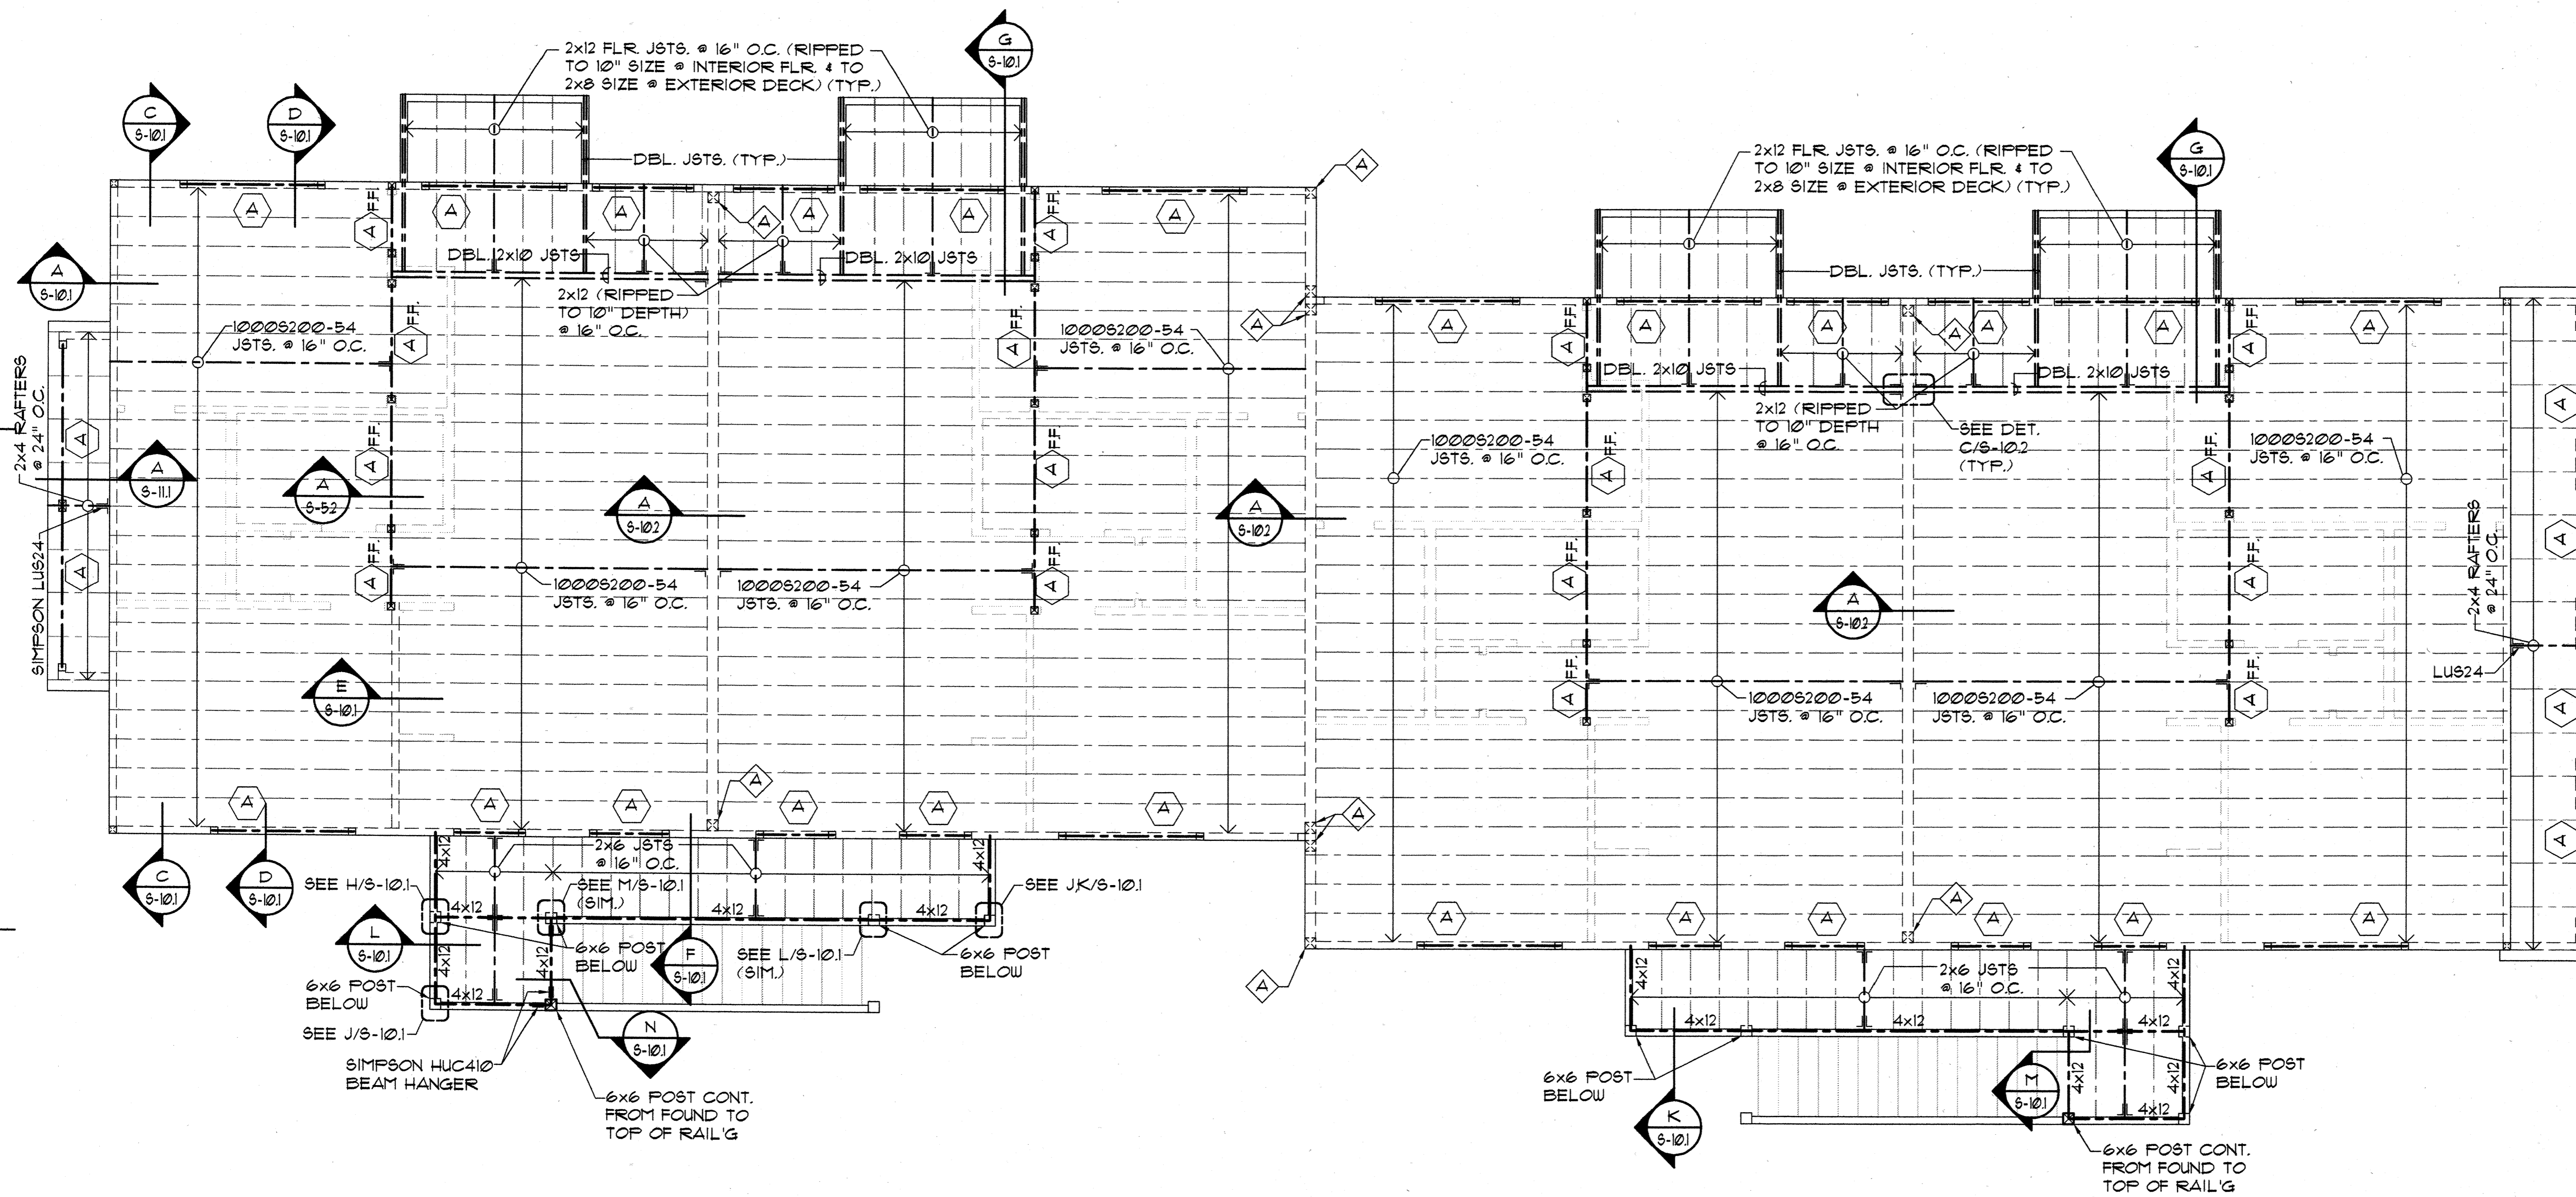 2x12 FLR. JSTS. @ 16" O.C. (RIPPED
TO 10" SIZE @ INTERIOR FLR. & TO
2x8 SIZE @ EXTERIOR DECK) (TYP.)
G
S-10.1
C
S-10.1
D
S-10.1
DBL. JSTS. (TYP.)
A
2x12 FLR. JSTS. @ 16" O.C. (RIPPED
TO 10" SIZE @ INTERIOR FLR. & TO
2x8 SIZE @ EXTERIOR DECK) (TYP.)
G
S-10.1
A
A F.F.
A
A
A
A
A
A F.F.
A
DBL. 2x10 JSTS
DBL. 2x10 JSTS
A
S-10.1
2x12 (RIPPED
TO 10" DEPTH)
@ 16" O.C.
1000S200-54
JSTS. @ 16" O.C.
A F.F.
A F.F.
1000S200-54
JSTS. @ 16" O.C.
A
DBL. JSTS. (TYP.)
A
A F.F.
A
A
A
A
A
A F.F.
A
DBL. 2x10 JSTS
DBL. 2x10 JSTS
2x12 (RIPPED
TO 10" DEPTH
@ 16" O.C.
SEE DET.
C/S-10.2
(TYP.)
1000S200-54
JSTS. @ 16" O.C.
A F.F.
A F.F.
1000S200-54
JSTS. @ 16" O.C.
A
A
A
A
2x4 RAFTERS
@ 24" O.C.
A
A
SIMPSON LUS24
A
S-11.1
A
S-5.2
A F.F.
A
S-10.2
A F.F.
A
S-10.2
A F.F.
1000S200-54
JSTS. @ 16" O.C.
1000S200-54
JSTS. @ 16" O.C.
A F.F.
A F.F.
A
S-10.2
A F.F.
2x4 RAFTERS
@ 24" O.C.
LUS24
E
S-10.1
A F.F.
1000S200-54
JSTS. @ 16" O.C.
1000S200-54
JSTS. @ 16" O.C.
A F.F.
A
A
A
A
A
A
A
A
C
S-10.1
D
S-10.1
4x12
2x6 JSTS
@ 16" O.C.
4x12
SEE H/S-10.1
SEE M/S-10.1
(SIM.)
SEE J,K/S-10.1
4x12
4x12
4x12
L
S-10.1
4x12
4x12
6x6 POST
BELOW
F
S-10.1
SEE L/S-10.1
(SIM.)
6x6 POST
BELOW
6x6 POST
BELOW
4x12
SEE J/S-10.1
SIMPSON HUC410
BEAM HANGER
N
S-10.1
6x6 POST CONT.
FROM FOUND TO
TOP OF RAIL'G
A
A
A
A
A
A
A
A
4x12
2x6 JSTS
@ 16" O.C.
4x12
4x12
4x12
4x12
6x6 POST
BELOW
K
S-10.1
M
S-10.1
4x12
4x12
4x12
6x6 POST
BELOW
6x6 POST CONT.
FROM FOUND TO
TOP OF RAIL'G